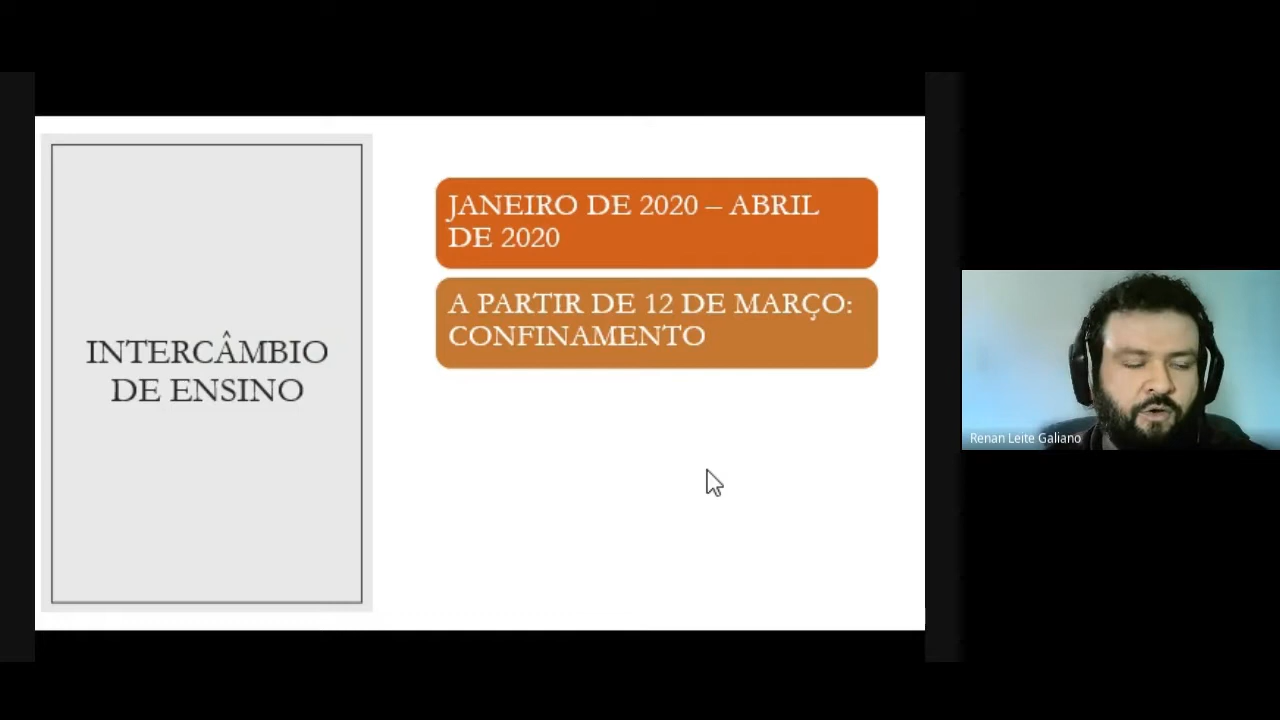 INTERCÂMBIO
DE ENSINO
JANEIRO DE 2020 – ABRIL
DE 2020
A PARTIR DE 12 DE MARÇO:
CONFINAMENTO
Renan Leite Galiano